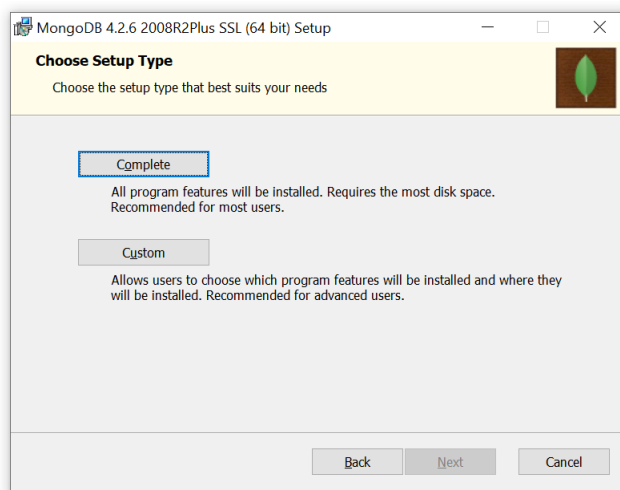 MongoDB 4.2.6 2008R2Plus SSL (64 bit) Setup
Choose Setup Type
Choose the setup type that best suits your needs
Complete
All program features will be installed. Requires the most disk space.
Recommended for most users.
Custom
Allows users to choose which program features will be installed and where they
will be installed. Recommended for advanced users.
Back Next Cancel